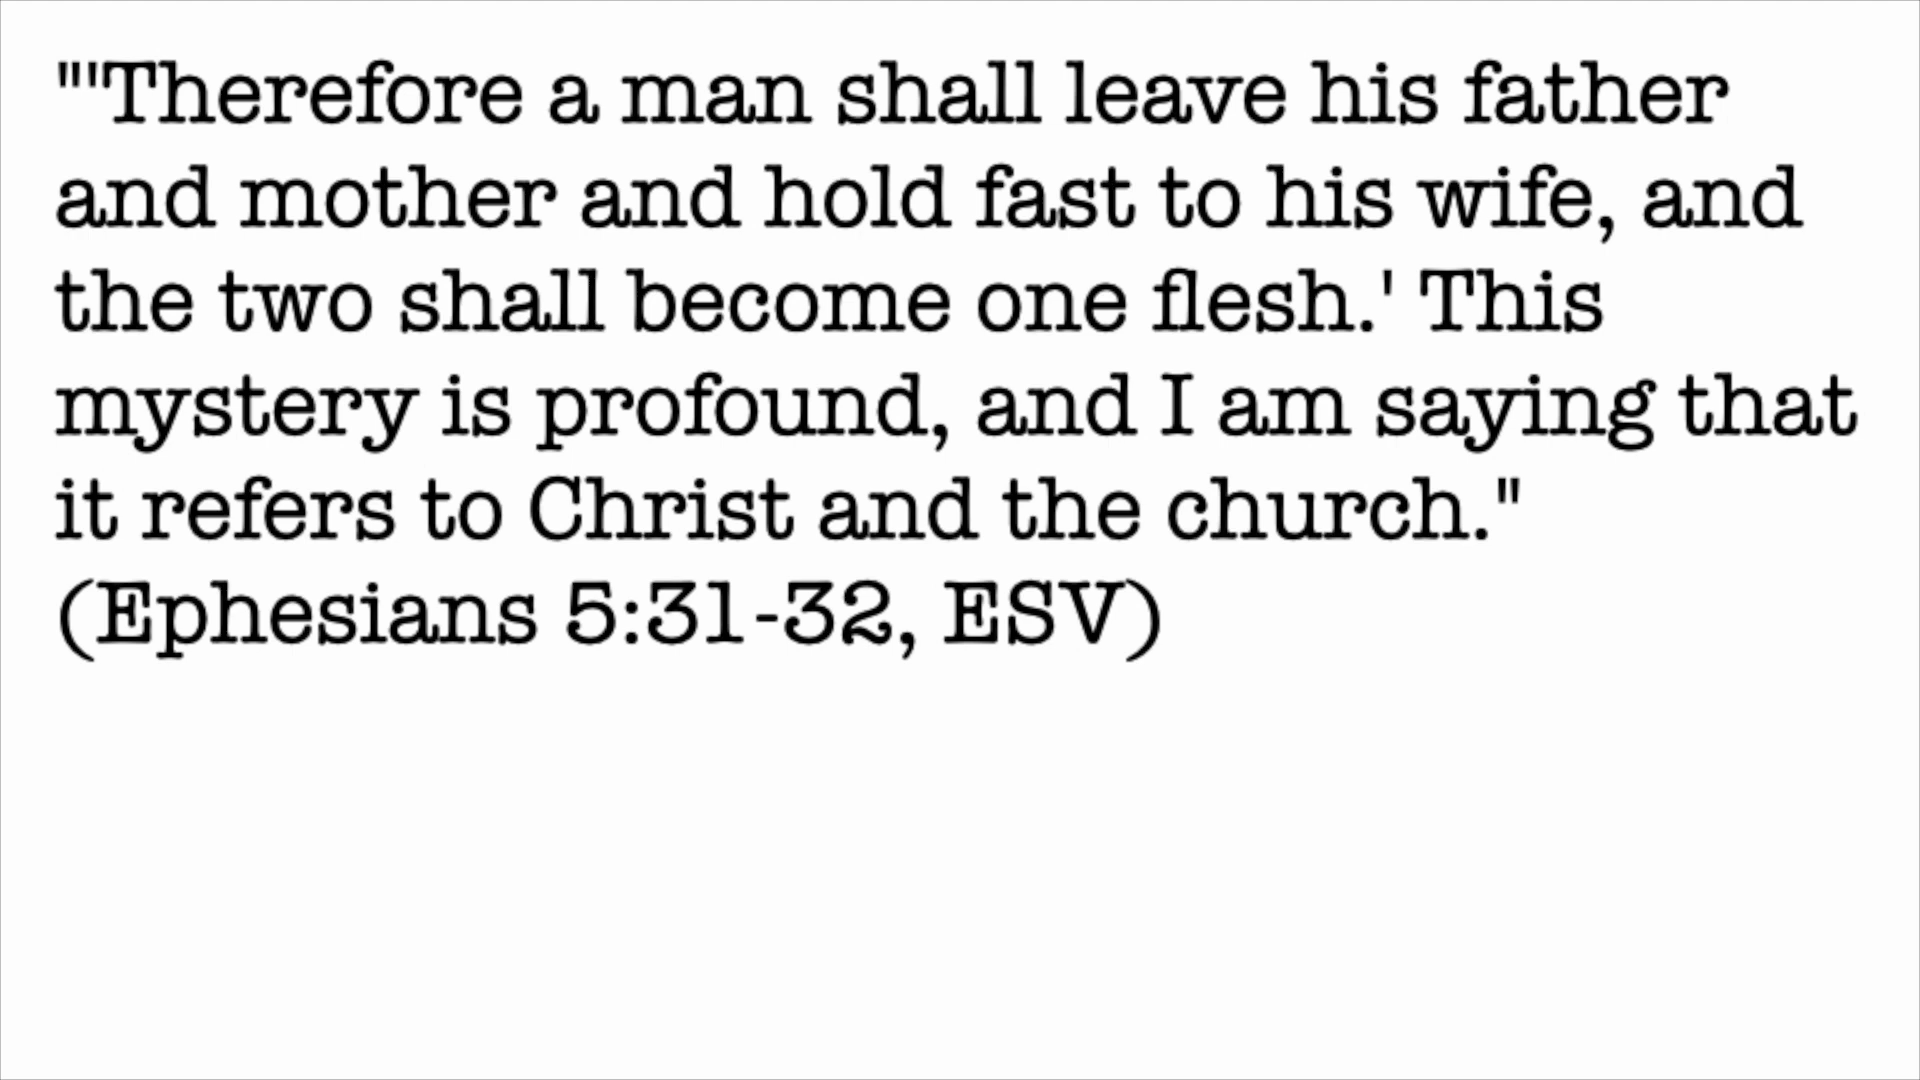 "'Therefore a man shall leave his father
and mother and hold fast to his wife, and
the two shall become one flesh.' This
mystery is profound, and I am saying that
it refers to Christ and the church."
(Ephesians 5:31-32, ESV)